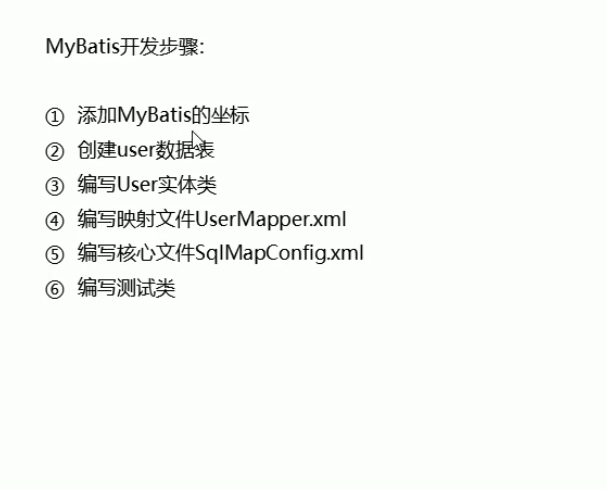 MyBatis开发步骤:
① 添加MyBatis的坐标
② 创建user数据表
③ 编写User实体类
④ 编写映射文件UserMapper.xml
⑤ 编写核心文件SqlMapConfig.xml
⑥ 编写测试类